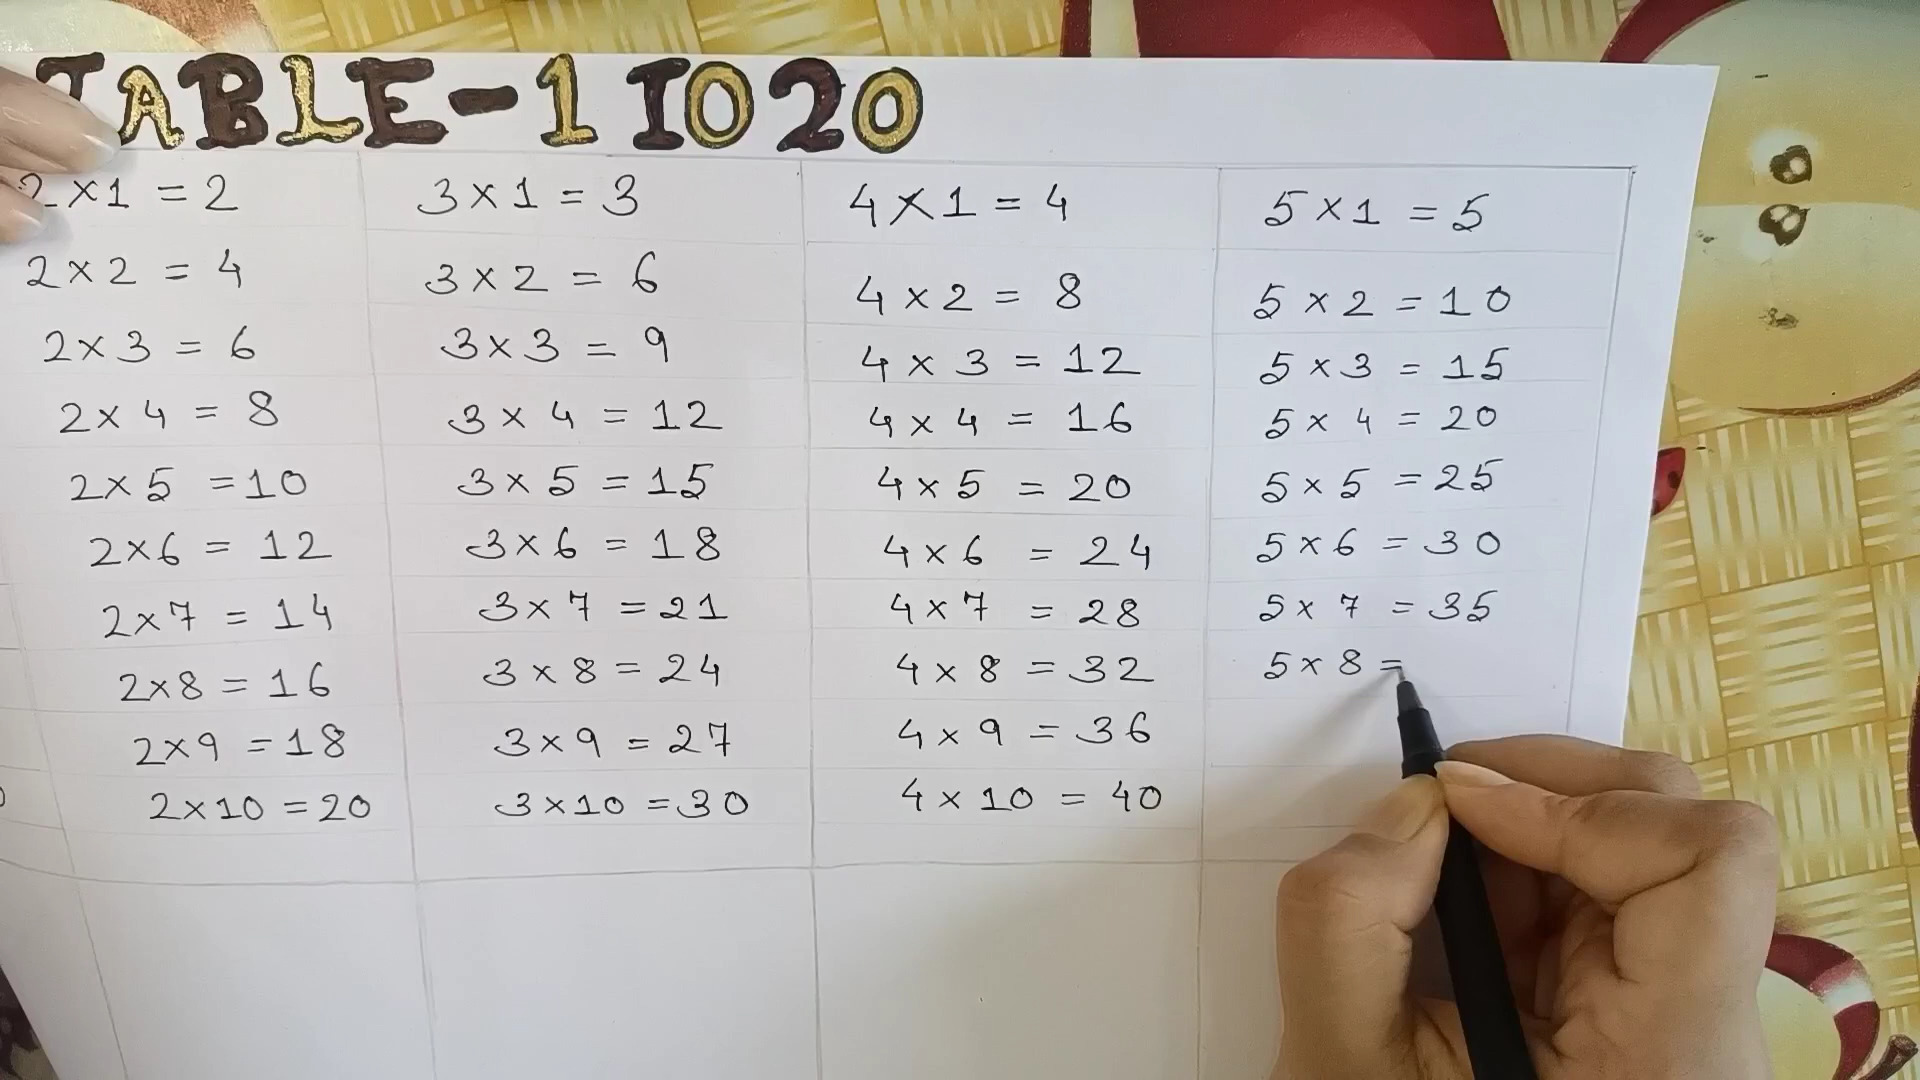 TABLE-1 TO 20
2 x 1 = 2
2 x 2 = 4
2 x 3 = 6
2 x 4 = 8
2 x 5 = 10
2 x 6 = 12
2 x 7 = 14
2 x 8 = 16
2 x 9 = 18
2 x 10 = 20
3 x 1 = 3
3 x 2 = 6
3 x 3 = 9
3 x 4 = 12
3 x 5 = 15
3 x 6 = 18
3 x 7 = 21
3 x 8 = 24
3 x 9 = 27
3 x 10 = 30
4 x 1 = 4
4 x 2 = 8
4 x 3 = 12
4 x 4 = 16
4 x 5 = 20
4 x 6 = 24
4 x 7 = 28
4 x 8 = 32
4 x 9 = 36
4 x 10 = 40
5 x 1 = 5
5 x 2 = 10
5 x 3 = 15
5 x 4 = 20
5 x 5 = 25
5 x 6 = 30
5 x 7 = 35
5 x 8 =